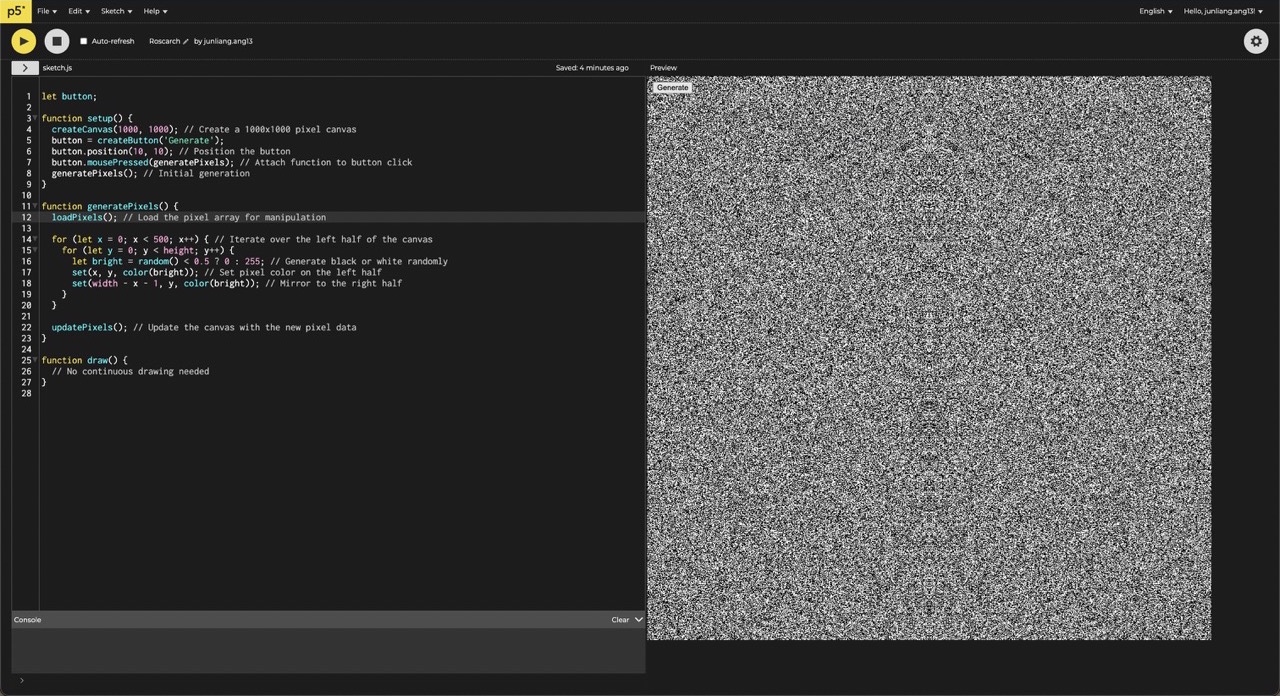 p5* File Edit Sketch Help English Hello, junliang.ang13!
Auto-refresh Roscarch by junliang.ang13
sketch.js Saved: 4 minutes ago Preview
Generate
1 let button;
2
3 function setup() {
4 createCanvas(1000, 1000); // Create a 1000x1000 pixel canvas
5 button = createButton('Generate');
6 button.position(10, 10); // Position the button
7 button.mousePressed(generatePixels); // Attach function to button click
8 generatePixels(); // Initial generation
9 }
10
11 function generatePixels() {
12 loadPixels(); // Load the pixel array for manipulation
13
14 for (let x = 0; x < 500; x++) { // Iterate over the left half of the canvas
15 for (let y = 0; y < height; y++) {
16 let bright = random() < 0.5 ? 0 : 255; // Generate black or white randomly
17 set(x, y, color(bright)); // Set pixel color on the left half
18 set(width - x - 1, y, color(bright)); // Mirror to the right half
19 }
20 }
21
22 updatePixels(); // Update the canvas with the new pixel data
23 }
24
25 function draw() {
26 // No continuous drawing needed
27 }
28
Console Clear